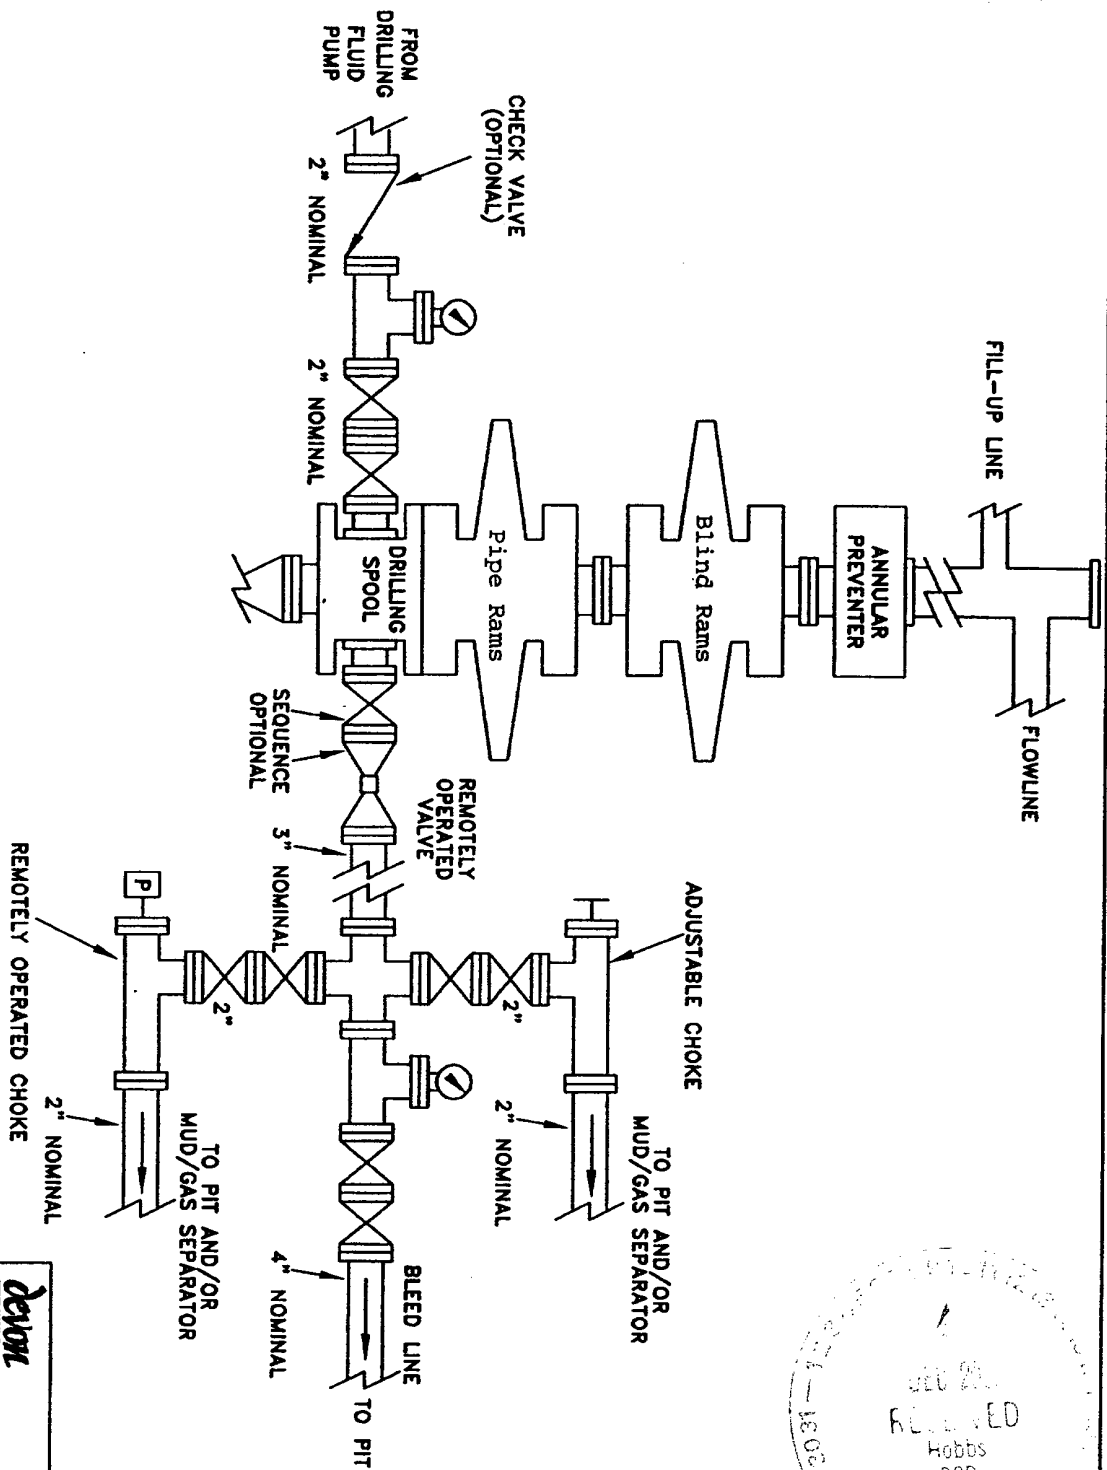 FILL-UP LINE
FLOWLINE
ANNULAR
PREVENTER
Blind Rams
Pipe Rams
DRILLING
SPOOL
CHECK VALVE
(OPTIONAL)
FROM
DRILLING
FLUID
PUMP
2" NOMINAL
2" NOMINAL
SEQUENCE
OPTIONAL
REMOTELY
OPERATED
VALVE
3" NOMINAL
ADJUSTABLE CHOKE
2"
2" NOMINAL
TO PIT AND/OR
MUD/GAS SEPARATOR
BLEED LINE
4" NOMINAL
TO PIT
P
2"
REMOTELY OPERATED CHOKE
2" NOMINAL
TO PIT AND/OR
MUD/GAS SEPARATOR
devon
DEC
Hobbs